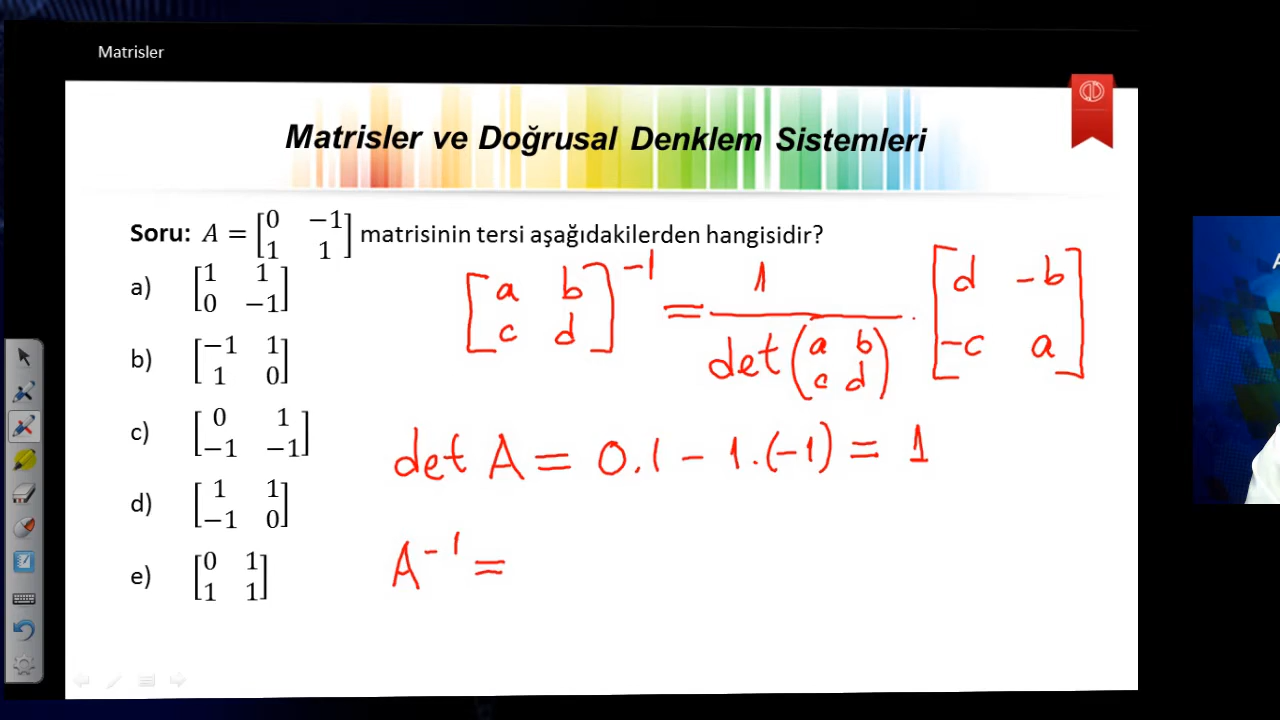 Matrisler
Matrisler ve Doğrusal Denklem Sistemleri
Soru: A = [0 −1; 1 1] matrisinin tersi aşağıdakilerden hangisidir?
a) [1 1; 0 −1]
b) [−1 1; 1 0]
c) [0 1; −1 −1]
d) [1 1; −1 0]
e) [0 1; 1 1]
[a b; c d]^−1 = 1 / det(a b; c d) · [d −b; −c a]
det A = 0.1 − 1.(−1) = 1
A^−1 =